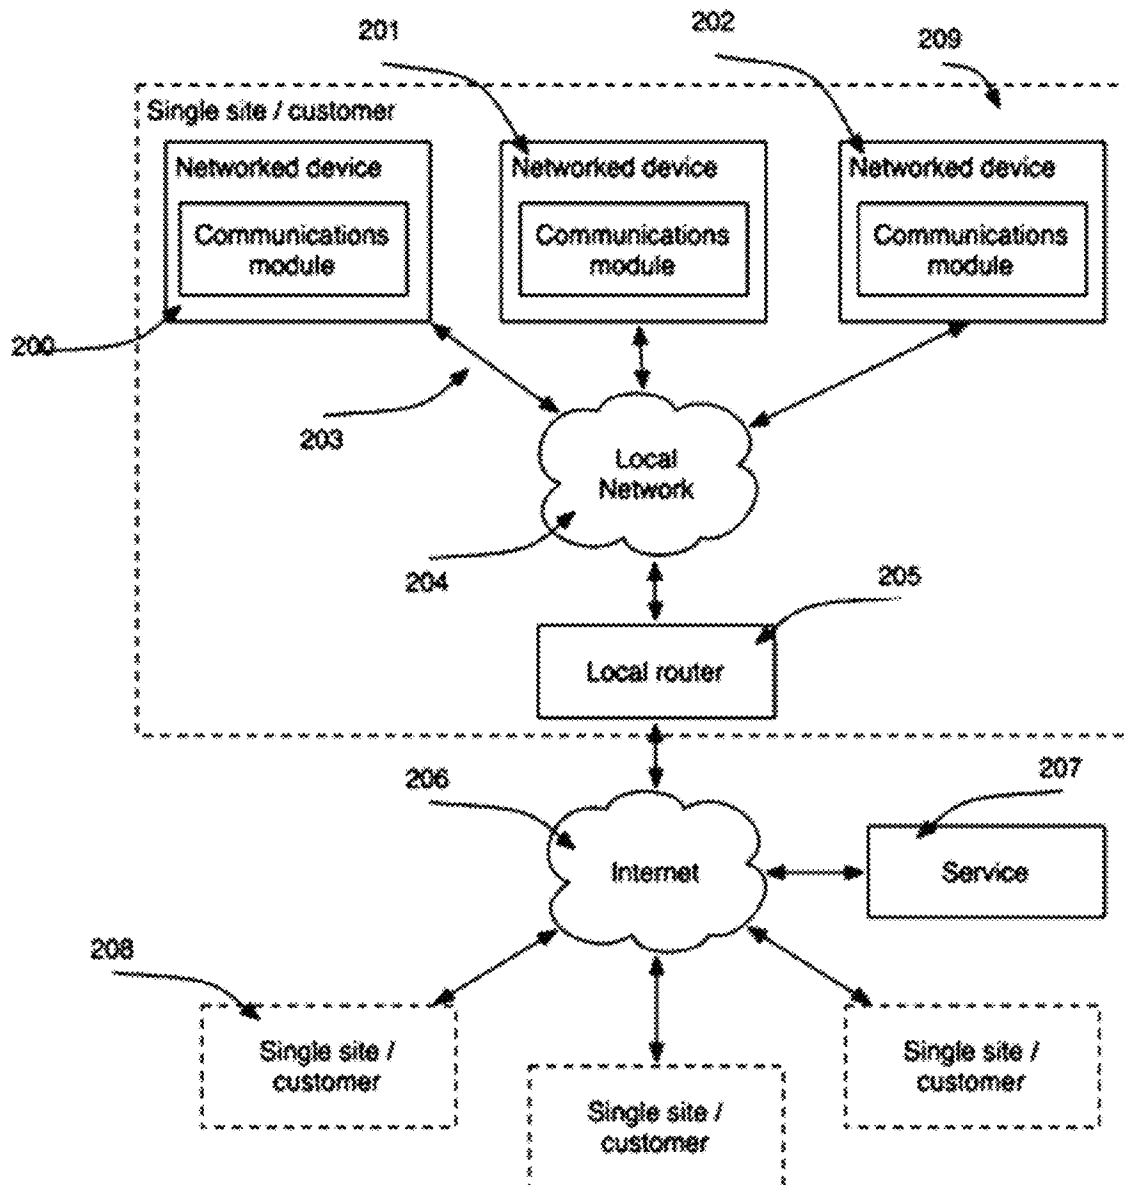 201
202
209
Single site / customer
Networked device
Networked device
Networked device
Communications
module
Communications
module
Communications
module
200
203
Local
Network
204
205
Local router
206
207
Internet
Service
208
Single site /
customer
Single site /
customer
Single site /
customer